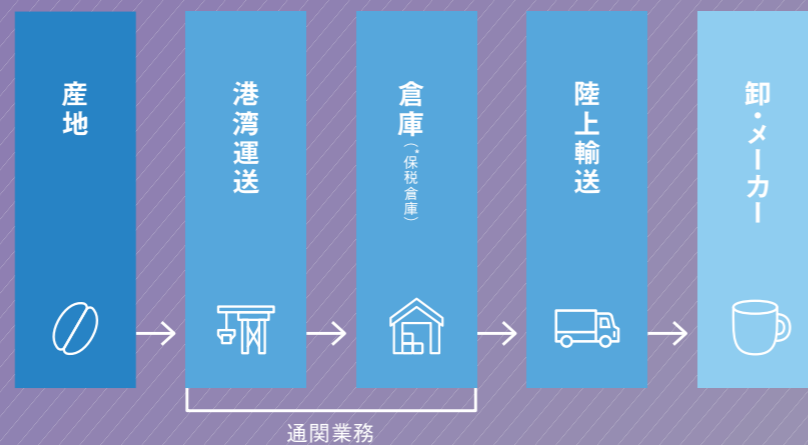 産地
港湾運送
倉庫
（*保税倉庫）
陸上輸送
卸・メーカー
通関業務